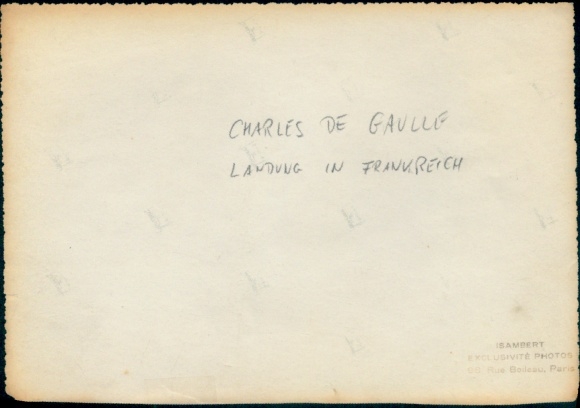 CHARLES DE GAULLE
LANDUNG IN FRANKREICH
ISAMBERT
EXCLUSIVITÉ PHOTOS
Rue Boileau, Paris